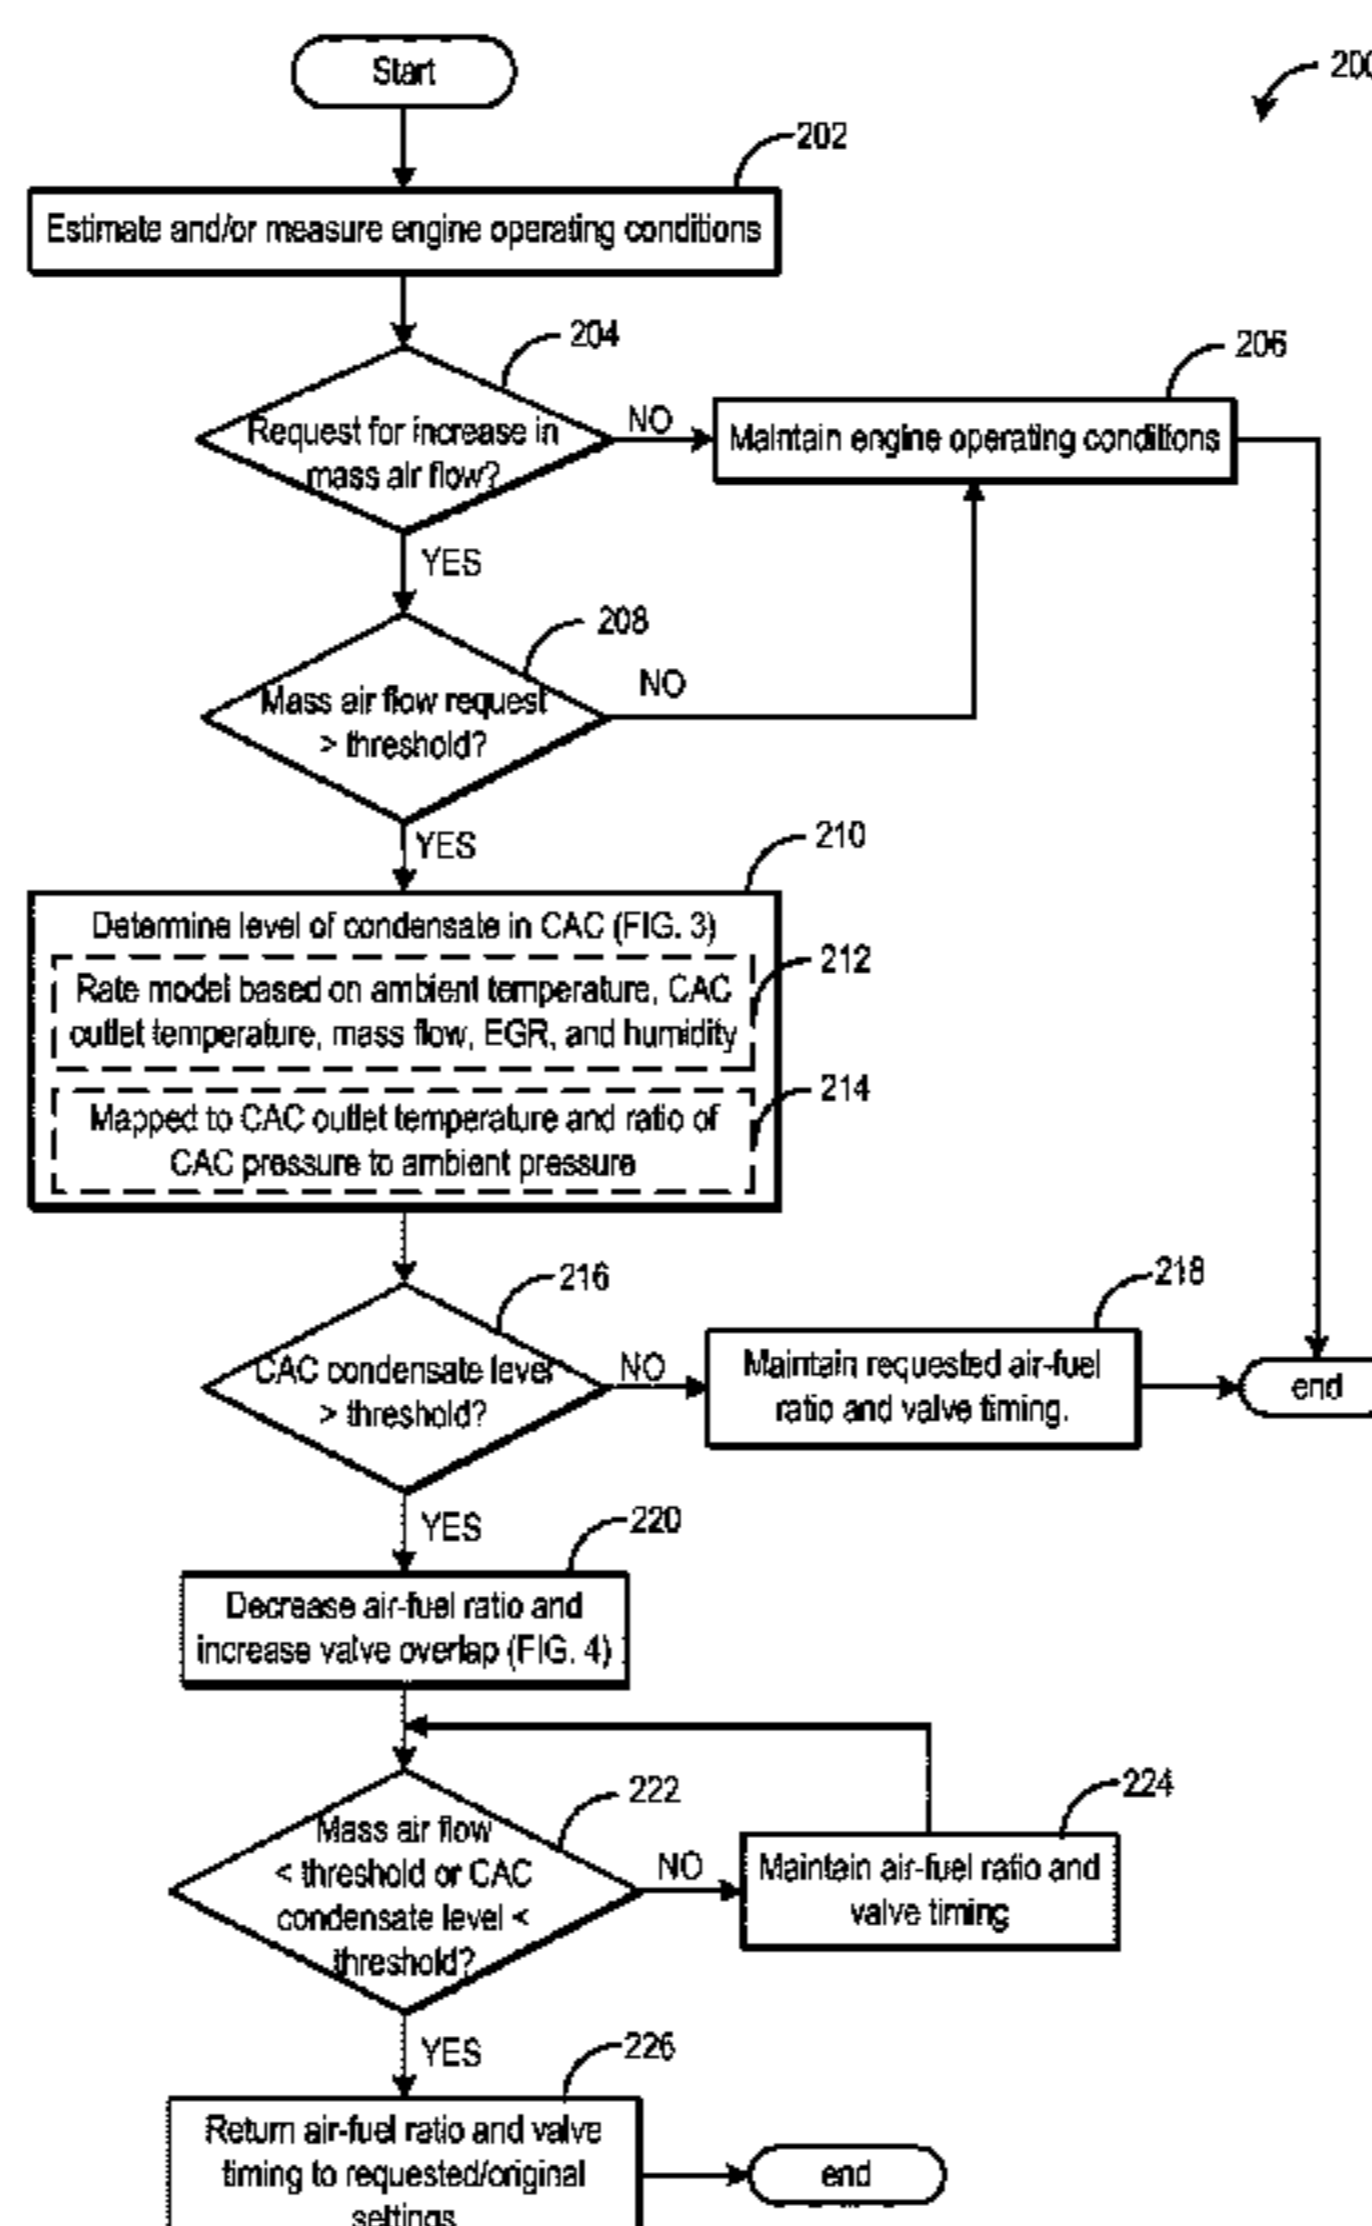 Start
200
202
Estimate and/or measure engine operating conditions
204
Request for increase in
mass air flow?
NO
206
Maintain engine operating conditions
YES
208
Mass air flow request
> threshold?
NO
YES
210
Determine level of condensate in CAC (FIG. 3)
212
Rate model based on ambient temperature, CAC
outlet temperature, mass flow, EGR, and humidity
214
Mapped to CAC outlet temperature and ratio of
CAC pressure to ambient pressure
216
CAC condensate level
> threshold?
NO
218
Maintain requested air-fuel
ratio and valve timing.
end
YES
220
Decrease air-fuel ratio and
increase valve overlap (FIG. 4)
222
Mass air flow
< threshold or CAC
condensate level <
threshold?
NO
224
Maintain air-fuel ratio and
valve timing
YES
226
Return air-fuel ratio and valve
timing to requested/original
settings
end